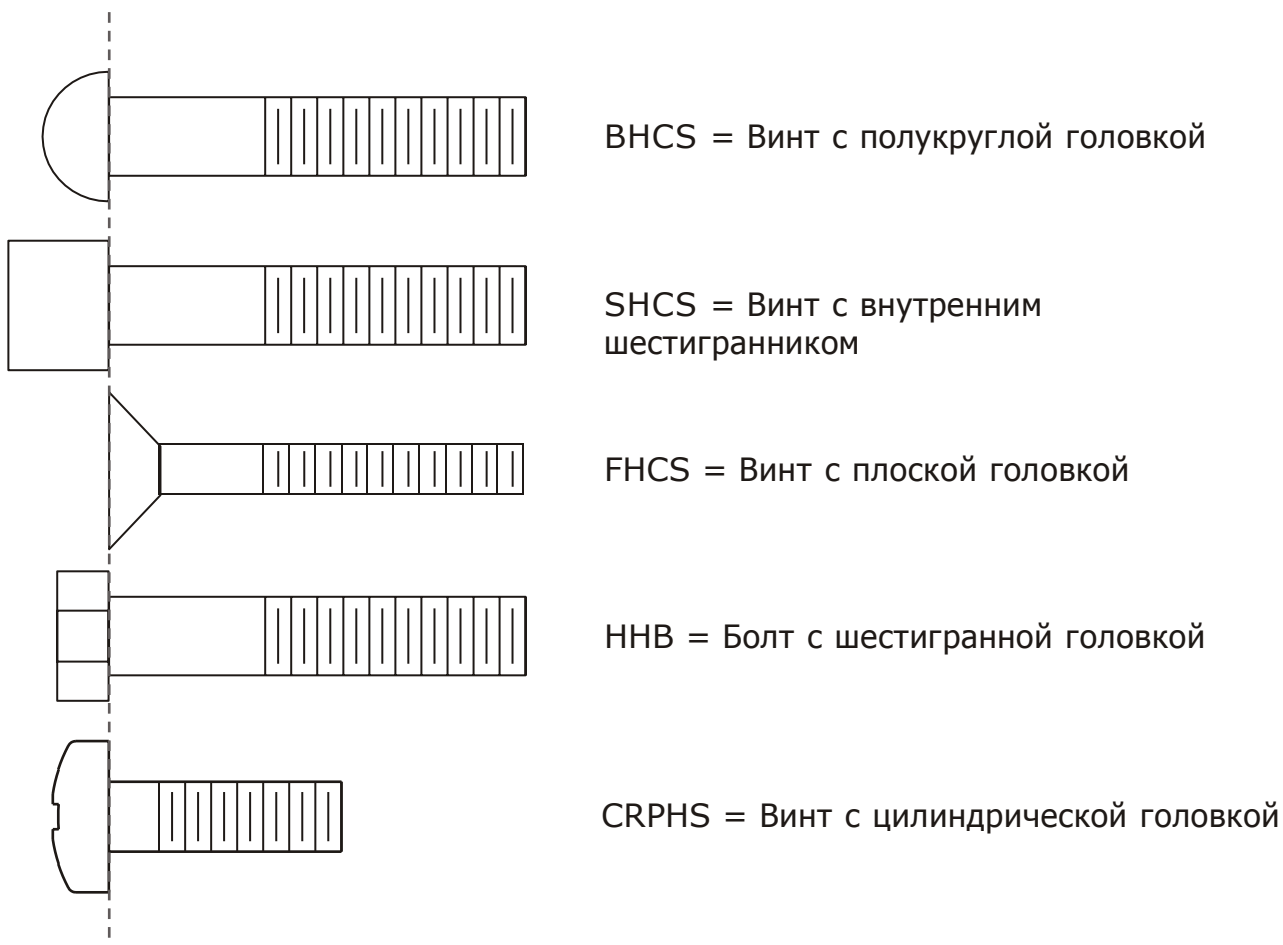 BHCS = Винт с полукруглой головкой
SHCS = Винт с внутренним
шестигранником
FHCS = Винт с плоской головкой
HHB = Болт с шестигранной головкой
CRPHS = Винт с цилиндрической головкой